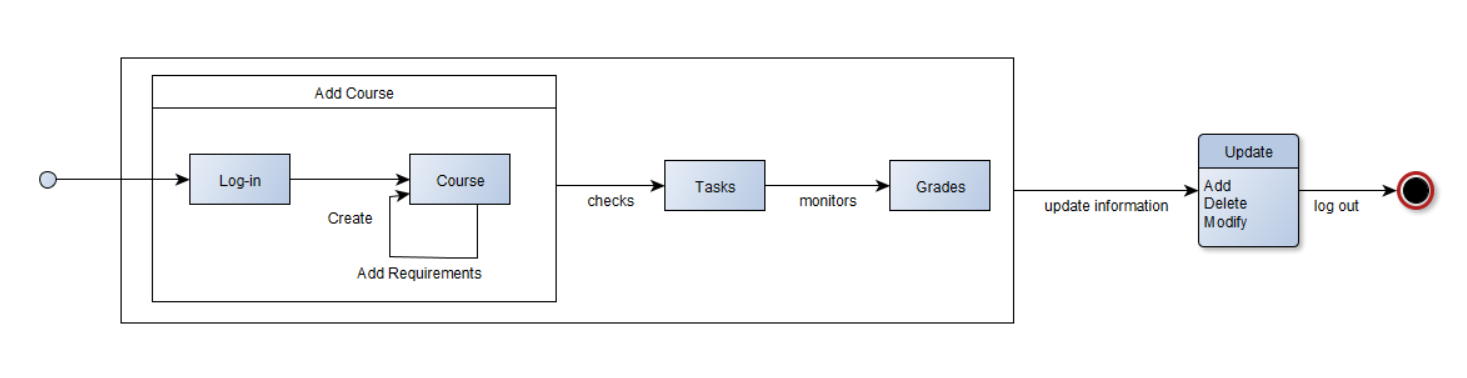 Add Course
Log-in
Course
Create
Add Requirements
checks
Tasks
monitors
Grades
update information
Update
Add
Delete
Modify
log out